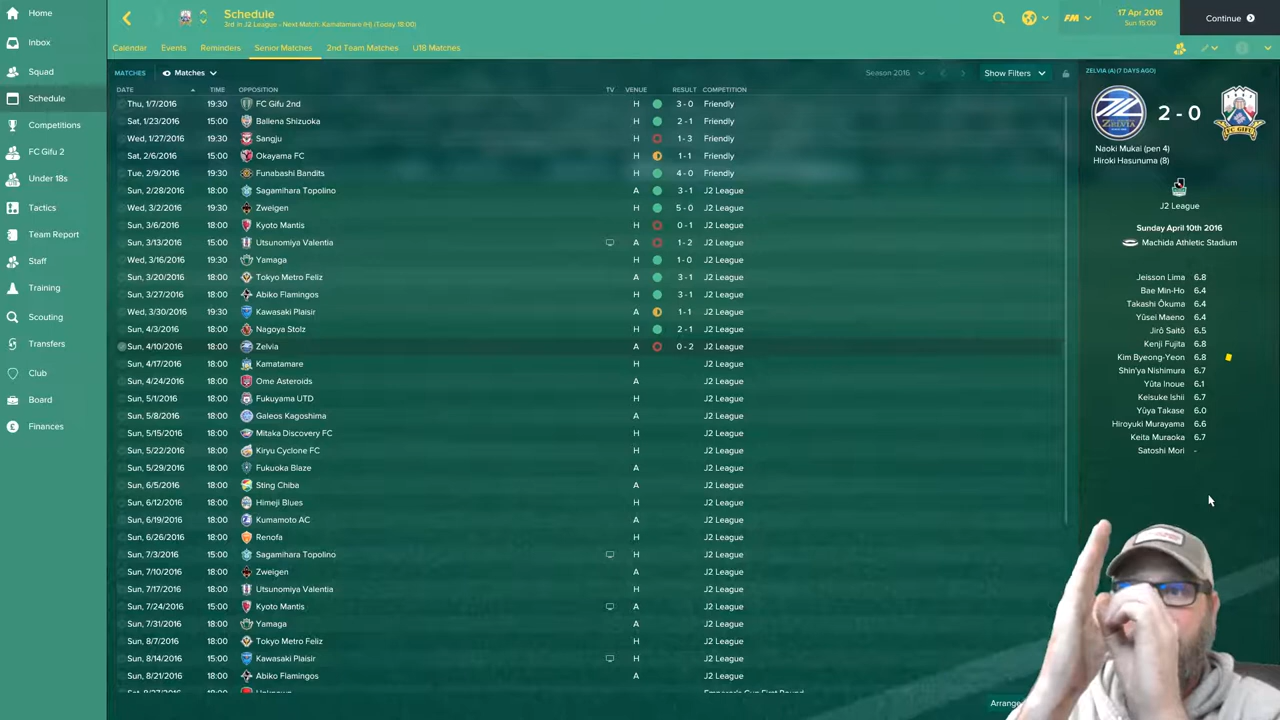 Schedule
3rd in J2 League - Next Match: Kamatamare (H) (Today 18:00)
FM
17 Apr 2016
Sun 15:00
Continue
Calendar Events Reminders Senior Matches 2nd Team Matches U18 Matches
Home
Inbox
Squad
Schedule
Competitions
FC Gifu 2
Under 18s
Tactics
Team Report
Staff
Training
Scouting
Transfers
Club
Board
Finances
MATCHES Matches Season 2016 Show Filters
DATE TIME OPPOSITION TV VENUE RESULT COMPETITION
Thu, 1/7/2016 19:30 FC Gifu 2nd H 3 - 0 Friendly
Sat, 1/23/2016 15:00 Ballena Shizuoka H 2 - 1 Friendly
Wed, 1/27/2016 19:30 Sangju H 1 - 3 Friendly
Sat, 2/6/2016 15:00 Okayama FC H 1 - 1 Friendly
Tue, 2/9/2016 19:30 Funabashi Bandits H 4 - 0 Friendly
Sun, 2/28/2016 18:00 Sagamihara Topolino A 3 - 1 J2 League
Wed, 3/2/2016 19:30 Zweigen H 5 - 0 J2 League
Sun, 3/6/2016 18:00 Kyoto Mantis H 0 - 1 J2 League
Sun, 3/13/2016 15:00 Utsunomiya Valentia A 1 - 2 J2 League
Wed, 3/16/2016 19:30 Yamaga H 1 - 0 J2 League
Sun, 3/20/2016 18:00 Tokyo Metro Feliz A 3 - 1 J2 League
Sun, 3/27/2016 18:00 Abiko Flamingos H 3 - 1 J2 League
Wed, 3/30/2016 19:30 Kawasaki Plaisir A 1 - 1 J2 League
Sun, 4/3/2016 18:00 Nagoya Stolz H 2 - 1 J2 League
Sun, 4/10/2016 18:00 Zelvia A 0 - 2 J2 League
Sun, 4/17/2016 18:00 Kamatamare H J2 League
Sun, 4/24/2016 18:00 Ome Asteroids A J2 League
Sun, 5/1/2016 18:00 Fukuyama UTD H J2 League
Sun, 5/8/2016 18:00 Galeos Kagoshima A J2 League
Sun, 5/15/2016 18:00 Mitaka Discovery FC H J2 League
Sun, 5/22/2016 18:00 Kiryu Cyclone FC H J2 League
Sun, 5/29/2016 18:00 Fukuoka Blaze A J2 League
Sun, 6/5/2016 18:00 Sting Chiba A J2 League
Sun, 6/12/2016 18:00 Himeji Blues H J2 League
Sun, 6/19/2016 18:00 Kumamoto AC A J2 League
Sun, 6/26/2016 18:00 Renofa H J2 League
Sun, 7/3/2016 15:00 Sagamihara Topolino H J2 League
Sun, 7/10/2016 18:00 Zweigen A J2 League
Sun, 7/17/2016 18:00 Utsunomiya Valentia H J2 League
Sun, 7/24/2016 15:00 Kyoto Mantis A J2 League
Sun, 7/31/2016 18:00 Yamaga A J2 League
Sun, 8/7/2016 18:00 Tokyo Metro Feliz H J2 League
Sun, 8/14/2016 15:00 Kawasaki Plaisir H J2 League
Sun, 8/21/2016 18:00 Abiko Flamingos A J2 League
Sat, 8/27/2016 18:00 Unknown H Emperor's Cup First Round
Arrange
ZELVIA (A) (7 DAYS AGO)
ZELVIA
2 - 0
FC GIFU
Naoki Mukai (pen 4)
Hiroki Hasunuma (8)
J2 League
Sunday April 10th 2016
Machida Athletic Stadium
Jeisson Lima 6.8
Bae Min-Ho 6.4
Takashi Ōkuma 6.4
Yūsei Maeno 6.4
Jirō Saitō 6.5
Kenji Fujita 6.8
Kim Byeong-Yeon 6.8
Shin'ya Nishimura 6.7
Yūta Inoue 6.1
Keisuke Ishii 6.7
Yūya Takase 6.0
Hiroyuki Murayama 6.6
Keita Muraoka 6.7
Satoshi Mori -